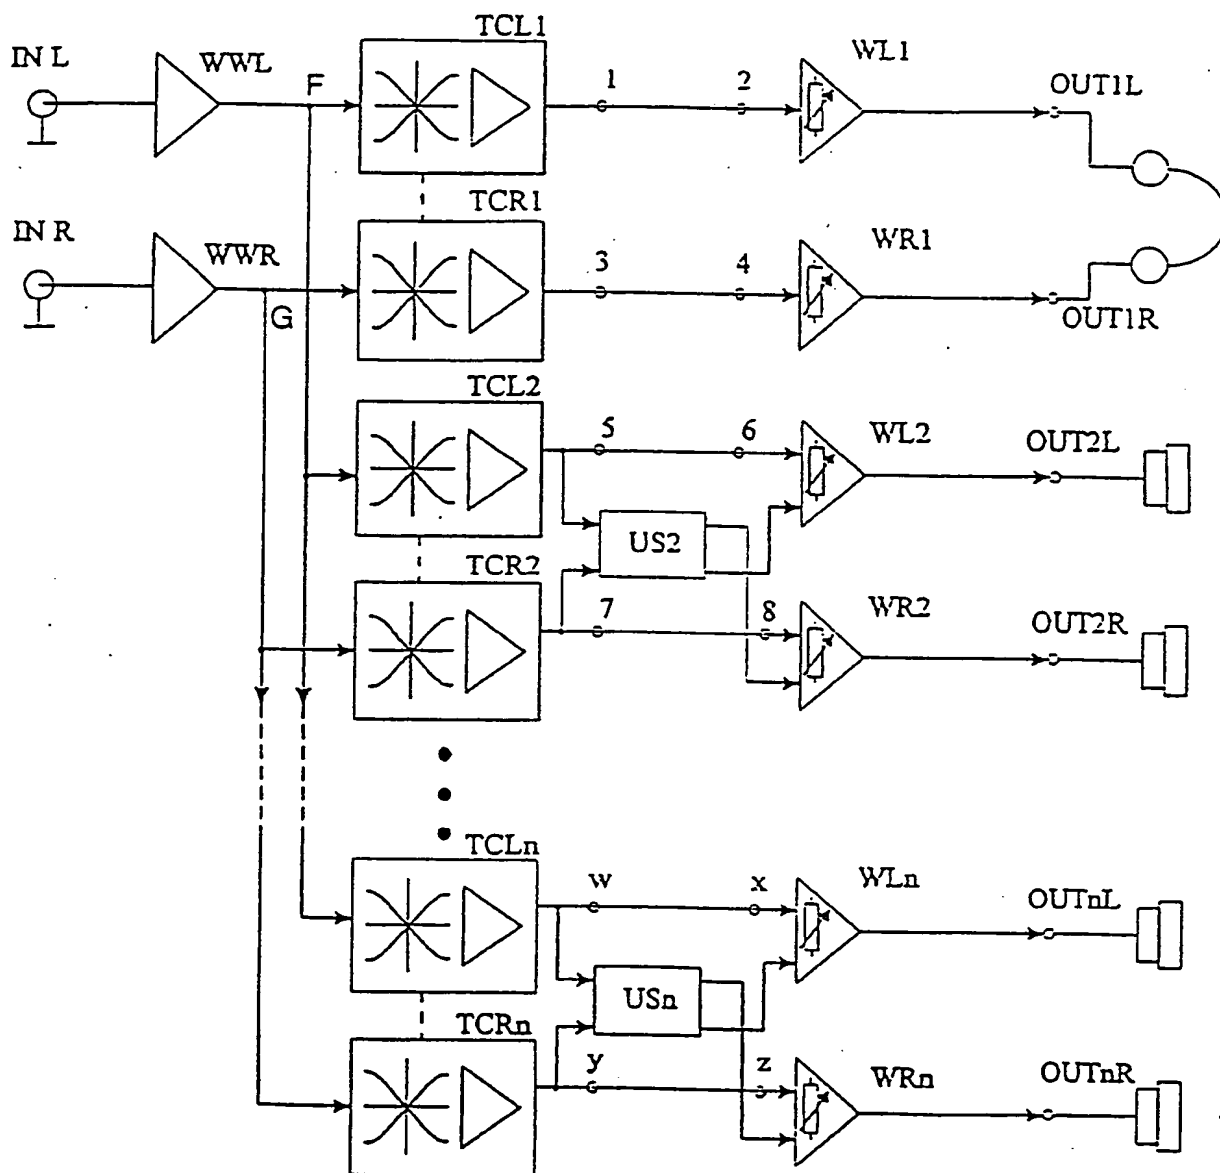 TCL1
IN L
WWL
F
1
2
WL1
OUT1L
TCR1
IN R
WWR
G
3
4
WR1
OUT1R
TCL2
5
6
WL2
OUT2L
US2
TCR2
7
8
WR2
OUT2R
TCLn
w
x
WLn
OUTnL
USn
TCRn
y
z
WRn
OUTnR